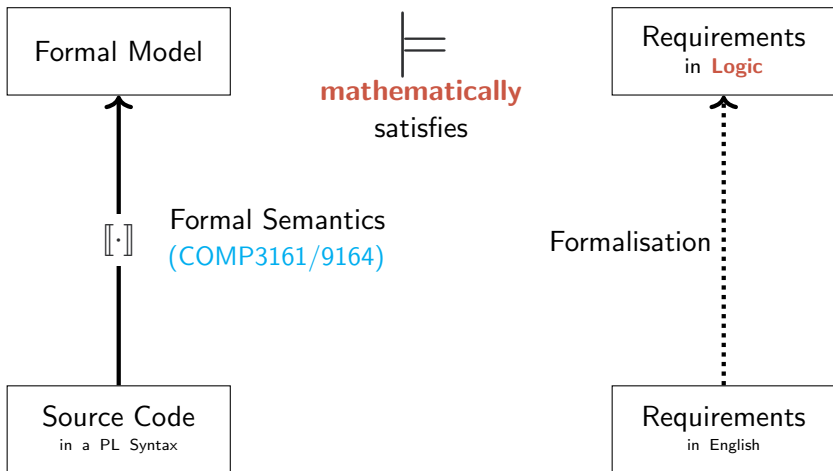 Formal Model
⊨
mathematically
satisfies
Requirements
in Logic
⟦·⟧
Formal Semantics
(COMP3161/9164)
Formalisation
Source Code
in a PL Syntax
Requirements
in English